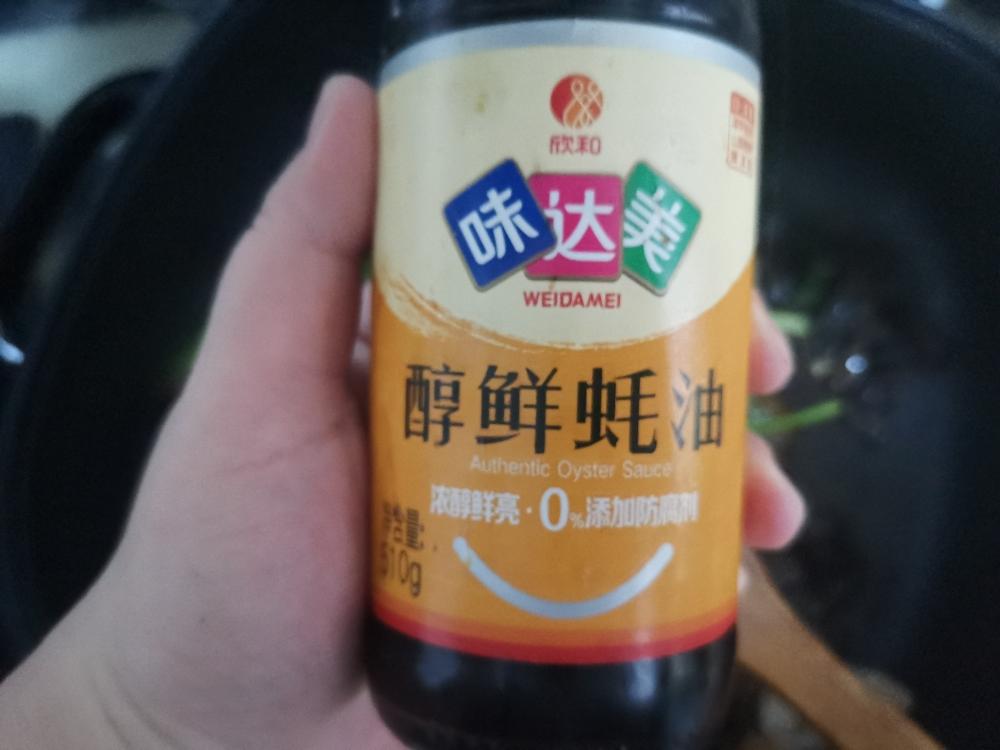 欣和
味达美
WEIDAMEI
醇鲜蚝油
Authentic Oyster Sauce
浓醇鲜亮·0%添加防腐剂
净含量:
510g